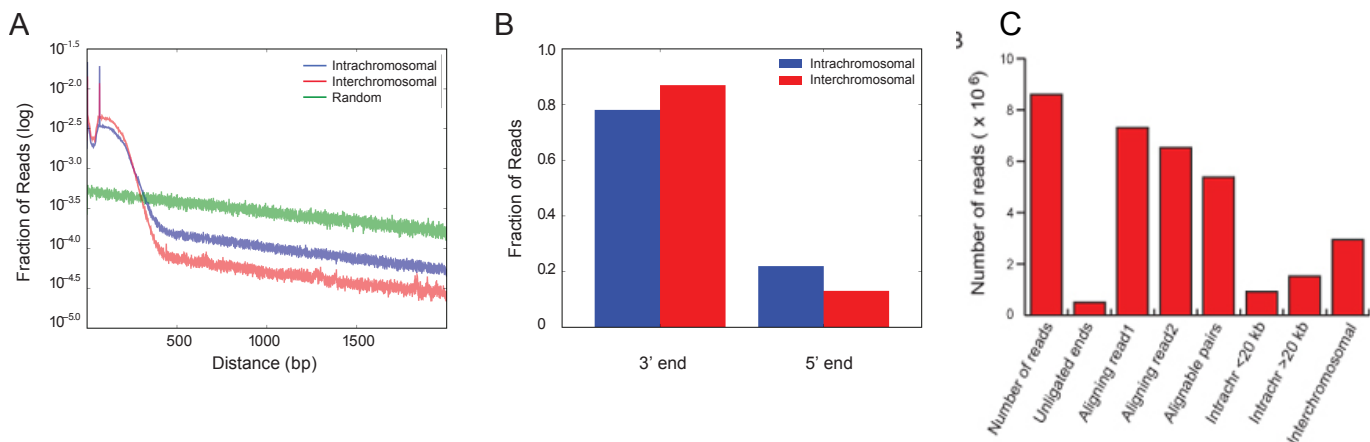 A
Fraction of Reads (log)
10^-1.5
10^-2.0
10^-2.5
10^-3.0
10^-3.5
10^-4.0
10^-4.5
10^-5.0
Intrachromosomal
Interchromosomal
Random
500
1000
1500
Distance (bp)
B
Fraction of Reads
1.0
0.8
0.6
0.4
0.2
0
Intrachromosomal
Interchromosomal
3' end
5' end
C
Number of reads ( x 10^6)
10
8
6
4
2
0
Number of reads
Unligated ends
Aligning read1
Aligning read2
Alignable pairs
Intrachr <20 kb
Intrachr >20 kb
Interchromosomal